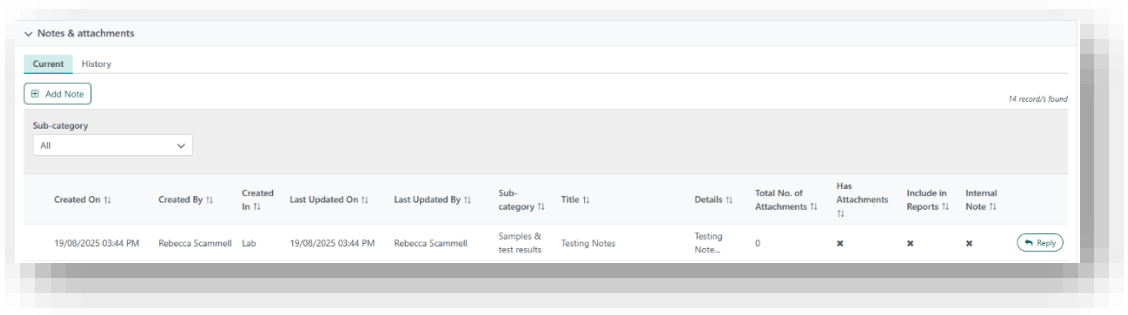 Notes & attachments
Current History
Add Note
14 record/s found
Sub-category
All
Created On Created By Created In Last Updated On Last Updated By Sub-category Title Details Total No. of Attachments Has Attachments Include in Reports Internal Note
19/08/2025 03:44 PM Rebecca Scammell Lab 19/08/2025 03:44 PM Rebecca Scammell Samples & test results Testing Notes Testing Note... 0 Reply